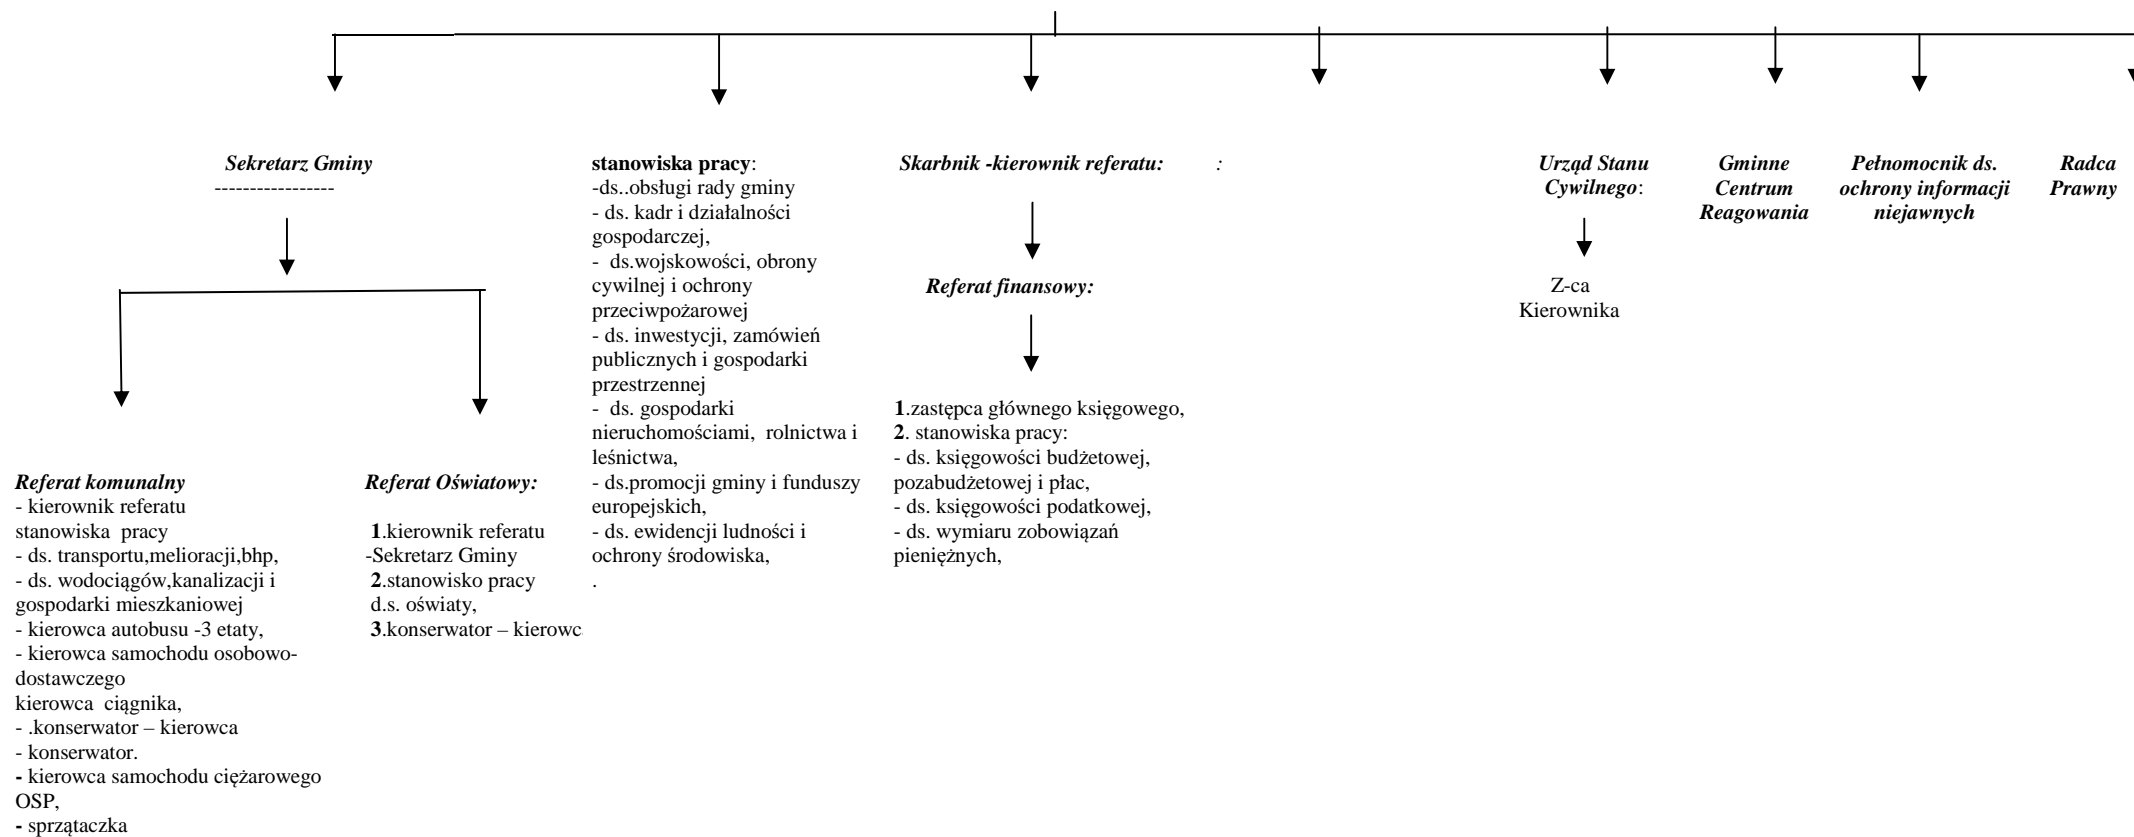 Sekretarz Gminy
-----------------
Referat komunalny
- kierownik referatu
stanowiska pracy
- ds. transportu,melioracji,bhp,
- ds. wodociągów,kanalizacji i
gospodarki mieszkaniowej
- kierowca autobusu -3 etaty,
- kierowca samochodu osobowo-
dostawczego
kierowca ciągnika,
- .konserwator – kierowca
- konserwator.
- kierowca samochodu ciężarowego
OSP,
- sprzątaczka
Referat Oświatowy:
1.kierownik referatu
-Sekretarz Gminy
2.stanowisko pracy
d.s. oświaty,
3.konserwator – kierowc
stanowiska pracy:
-ds..obsługi rady gminy
- ds. kadr i działalności
gospodarczej,
- ds.wojskowości, obrony
cywilnej i ochrony
przeciwpożarowej
- ds. inwestycji, zamówień
publicznych i gospodarki
przestrzennej
- ds. gospodarki
nieruchomościami, rolnictwa i
leśnictwa,
- ds.promocji gminy i funduszy
europejskich,
- ds. ewidencji ludności i
ochrony środowiska,
.
Skarbnik -kierownik referatu:
Referat finansowy:
1.zastępca głównego księgowego,
2. stanowiska pracy:
- ds. księgowości budżetowej,
pozabudżetowej i płac,
- ds. księgowości podatkowej,
- ds. wymiaru zobowiązań
pieniężnych,
:
Urząd Stanu
Cywilnego:
Z-ca
Kierownika
Gminne
Centrum
Reagowania
Pełnomocnik ds.
ochrony informacji
niejawnych
Radca
Prawny